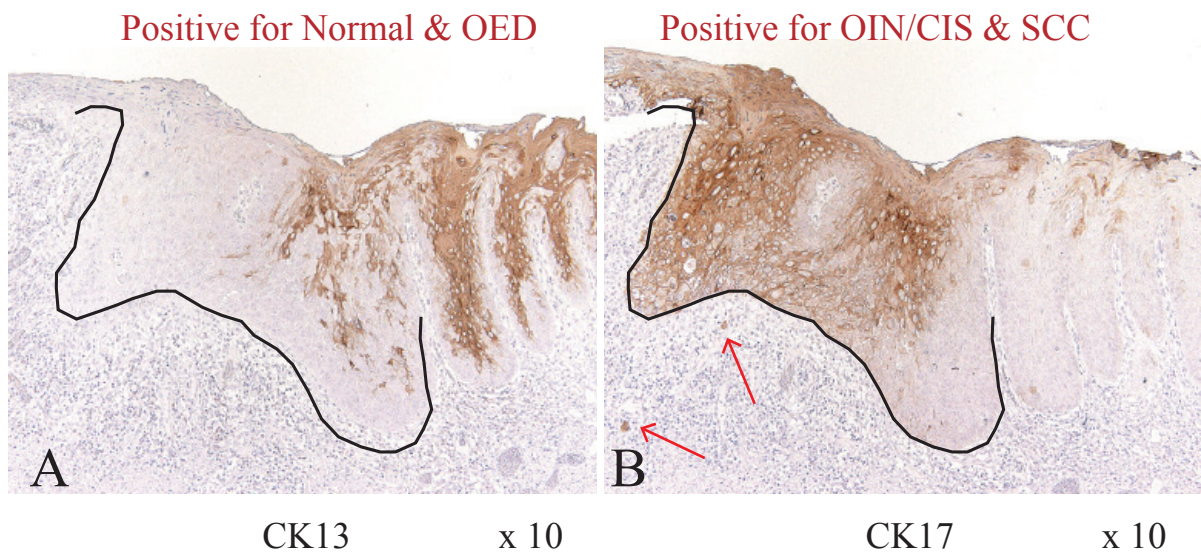 Positive for Normal & OED
Positive for OIN/CIS & SCC
A
B
CK13 x 10
CK17 x 10